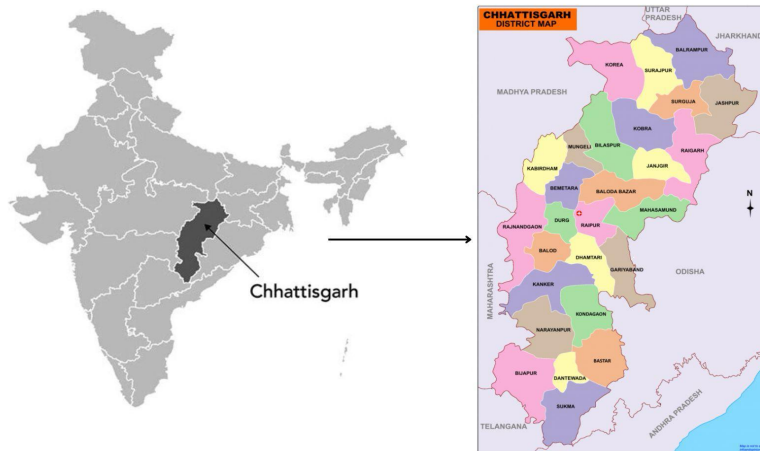 Chhattisgarh
CHHATTISGARH
DISTRICT MAP
UTTAR
PRADESH
JHARKHAND
MADHYA PRADESH
BALRAMPUR
KOREA
SURAJPUR
SURGUJA
JASHPUR
KOBRA
BILASPUR
MUNGELI
RAIGARH
KABIRDHAM
JANJGIR
BEMETARA
BALODA BAZAR
N
MAHASAMUND
DURG
RAIPUR
RAJNANDGAON
BALOD
DHAMTARI
GARIYABAND
ODISHA
MAHARASHTRA
KANKER
KONDAGAON
NARAYANPUR
BASTAR
BIJAPUR
DANTEWADA
SUKMA
TELANGANA
ANDHRA PRADESH